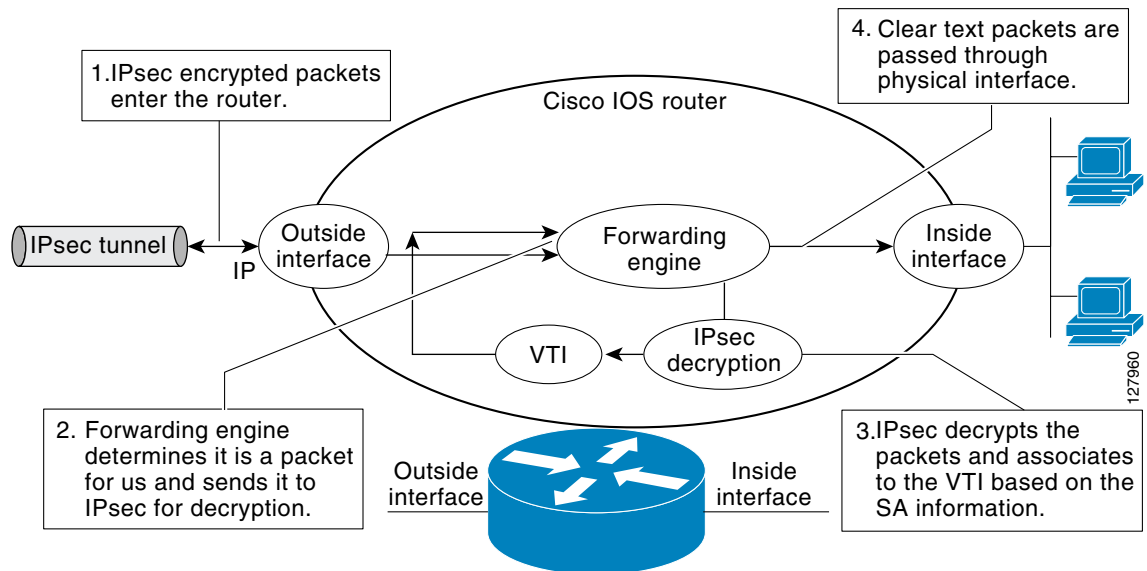 1.IPsec encrypted packets
enter the router.
4. Clear text packets are
passed through
physical interface.
Cisco IOS router
IPsec tunnel
IP
Outside
interface
Forwarding
engine
Inside
interface
VTI
IPsec
decryption
127960
2. Forwarding engine
determines it is a packet
for us and sends it to
IPsec for decryption.
Outside
interface
Inside
interface
3.IPsec decrypts the
packets and associates
to the VTI based on the
SA information.